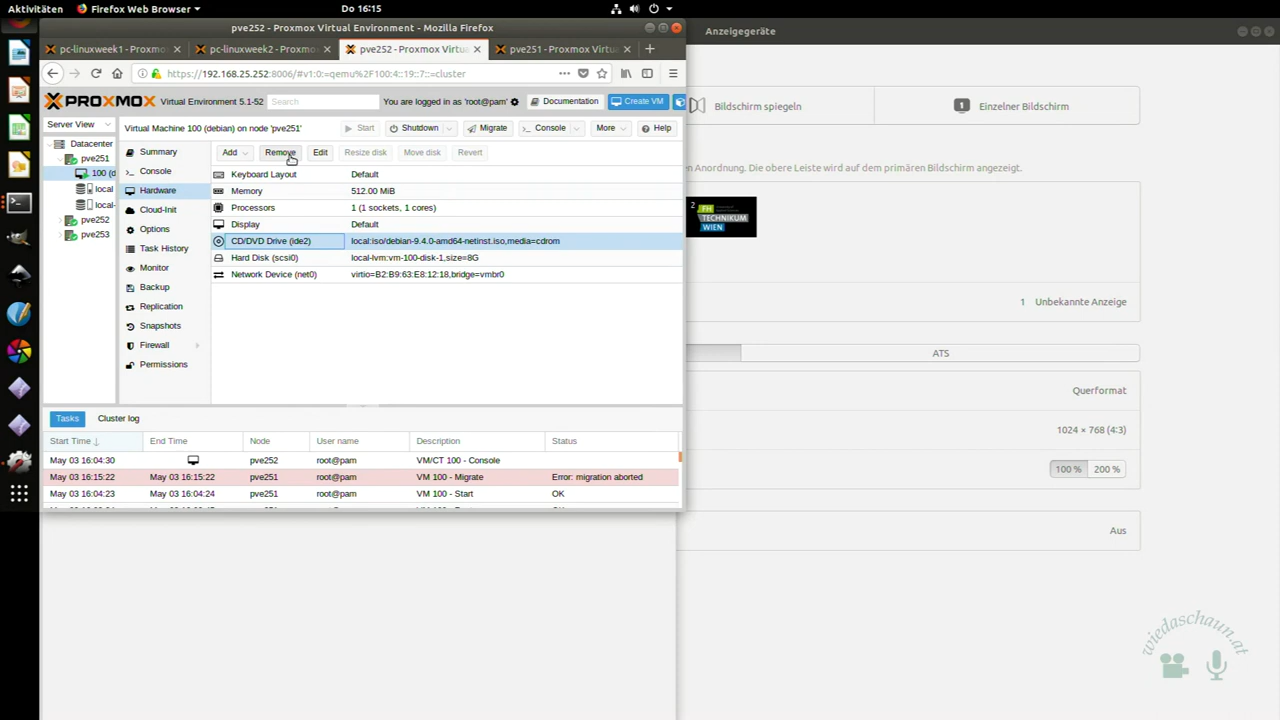 Aktivitäten
Firefox Web Browser
Do 16:15
pve252 - Proxmox Virtual Environment - Mozilla Firefox
Anzeigegeräte
pc-linuxweek1 - Proxmo
pc-linuxweek2 - Proxmo
pve252 - Proxmox Virtua
pve251 - Proxmox Virtua
https://192.168.25.252:8006/#v1:0:=qemu%2F100:4::19::7::=cluster
PROXMOX Virtual Environment 5.1-52
Search
You are logged in as 'root@pam'
Documentation
Create VM
Bildschirm spiegeln
1 Einzelner Bildschirm
Server View
Virtual Machine 100 (debian) on node 'pve251'
Start
Shutdown
Migrate
Console
More
Help
Datacenter
pve251
100 (d
local
local-
pve252
pve253
Summary
Console
Hardware
Cloud-Init
Options
Task History
Monitor
Backup
Replication
Snapshots
Firewall
Permissions
Add
Remove
Edit
Resize disk
Move disk
Revert
Keyboard Layout Default
Memory 512.00 MiB
Processors 1 (1 sockets, 1 cores)
Display Default
CD/DVD Drive (ide2) local:iso/debian-9.4.0-amd64-netinst.iso,media=cdrom
Hard Disk (scsi0) local-lvm:vm-100-disk-1,size=8G
Network Device (net0) virtio=B2:B9:63:E8:12:18,bridge=vmbr0
Anordnung. Die obere Leiste wird auf dem primären Bildschirm angezeigt.
2
FH
TECHNIKUM
WIEN
1 Unbekannte Anzeige
ATS
Querformat
1024 × 768 (4:3)
100 %
200 %
Aus
Tasks
Cluster log
Start Time End Time Node User name Description Status
May 03 16:04:30 pve252 root@pam VM/CT 100 - Console
May 03 16:15:22 May 03 16:15:22 pve251 root@pam VM 100 - Migrate Error: migration aborted
May 03 16:04:23 May 03 16:04:24 pve251 root@pam VM 100 - Start OK
wiedaschaun.at